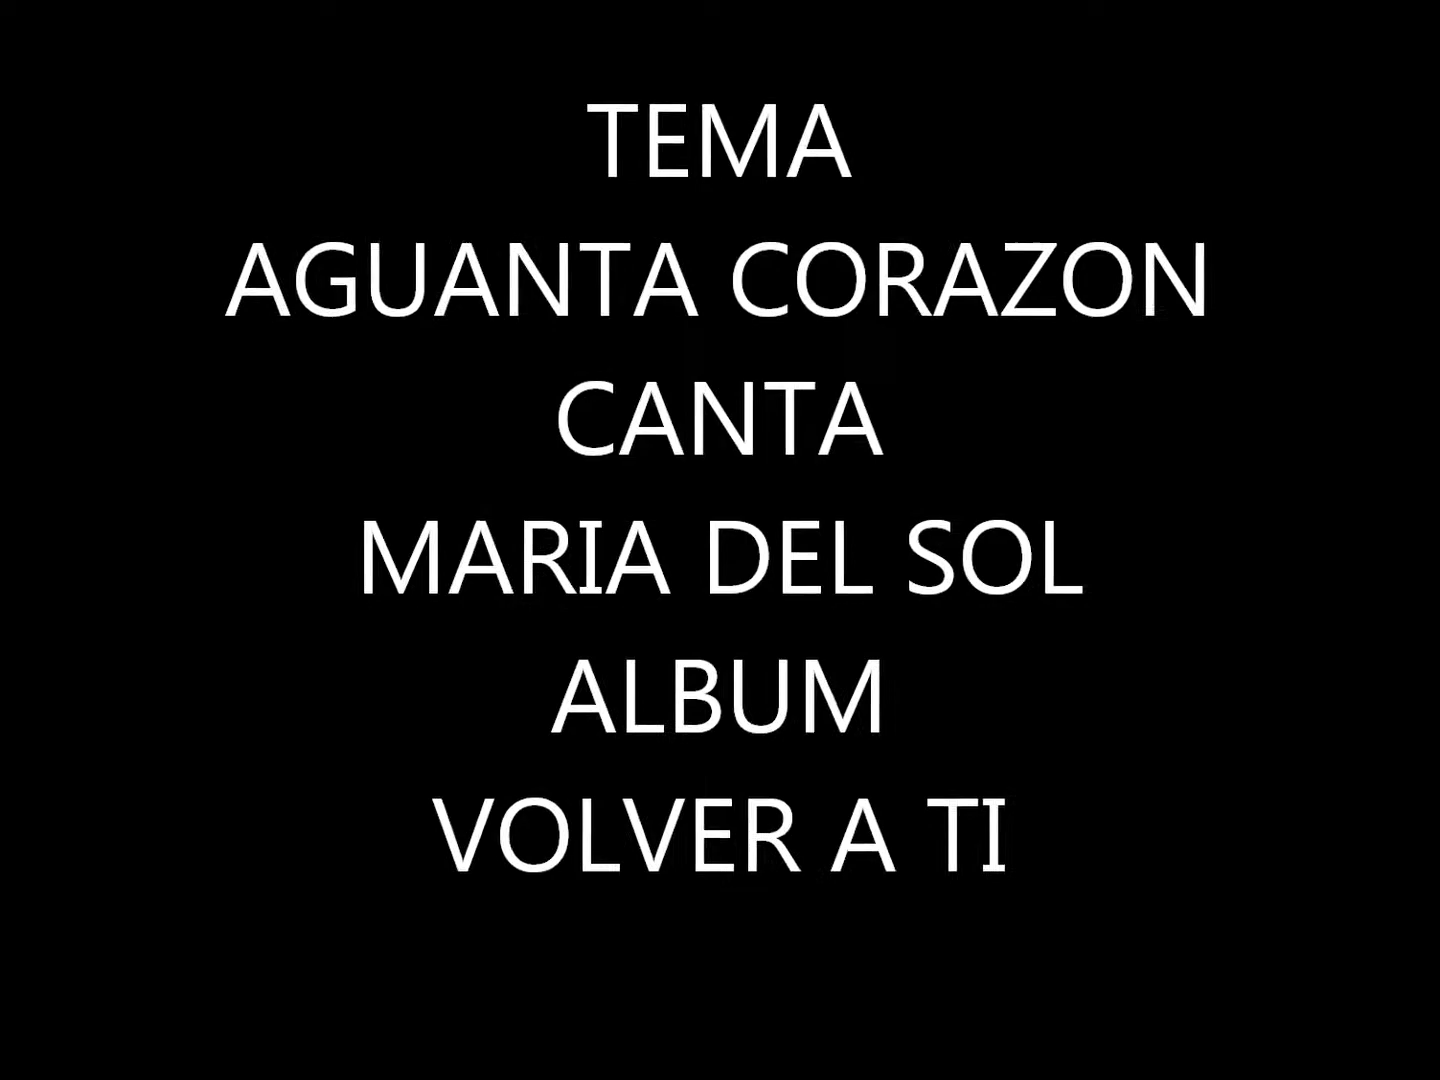 TEMA
AGUANTA CORAZON
CANTA
MARIA DEL SOL
ALBUM
VOLVER A TI